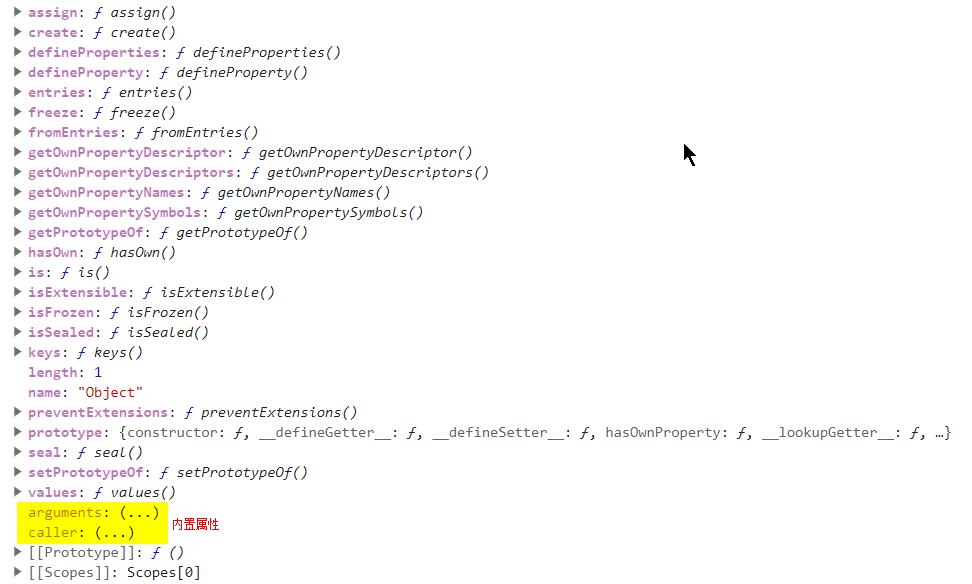 assign: ƒ assign()
create: ƒ create()
defineProperties: ƒ defineProperties()
defineProperty: ƒ defineProperty()
entries: ƒ entries()
freeze: ƒ freeze()
fromEntries: ƒ fromEntries()
getOwnPropertyDescriptor: ƒ getOwnPropertyDescriptor()
getOwnPropertyDescriptors: ƒ getOwnPropertyDescriptors()
getOwnPropertyNames: ƒ getOwnPropertyNames()
getOwnPropertySymbols: ƒ getOwnPropertySymbols()
getPrototypeOf: ƒ getPrototypeOf()
hasOwn: ƒ hasOwn()
is: ƒ is()
isExtensible: ƒ isExtensible()
isFrozen: ƒ isFrozen()
isSealed: ƒ isSealed()
keys: ƒ keys()
length: 1
name: "Object"
preventExtensions: ƒ preventExtensions()
prototype: {constructor: ƒ, __defineGetter__: ƒ, __defineSetter__: ƒ, hasOwnProperty: ƒ, __lookupGetter__: ƒ, …}
seal: ƒ seal()
setPrototypeOf: ƒ setPrototypeOf()
values: ƒ values()
arguments: (...)
内置属性
caller: (...)
[[Prototype]]: ƒ ()
[[Scopes]]: Scopes[0]